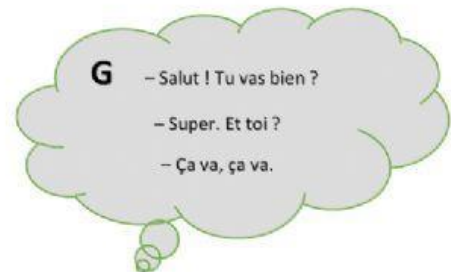 G – Salut ! Tu vas bien ?
– Super. Et toi ?
– Ça va, ça va.